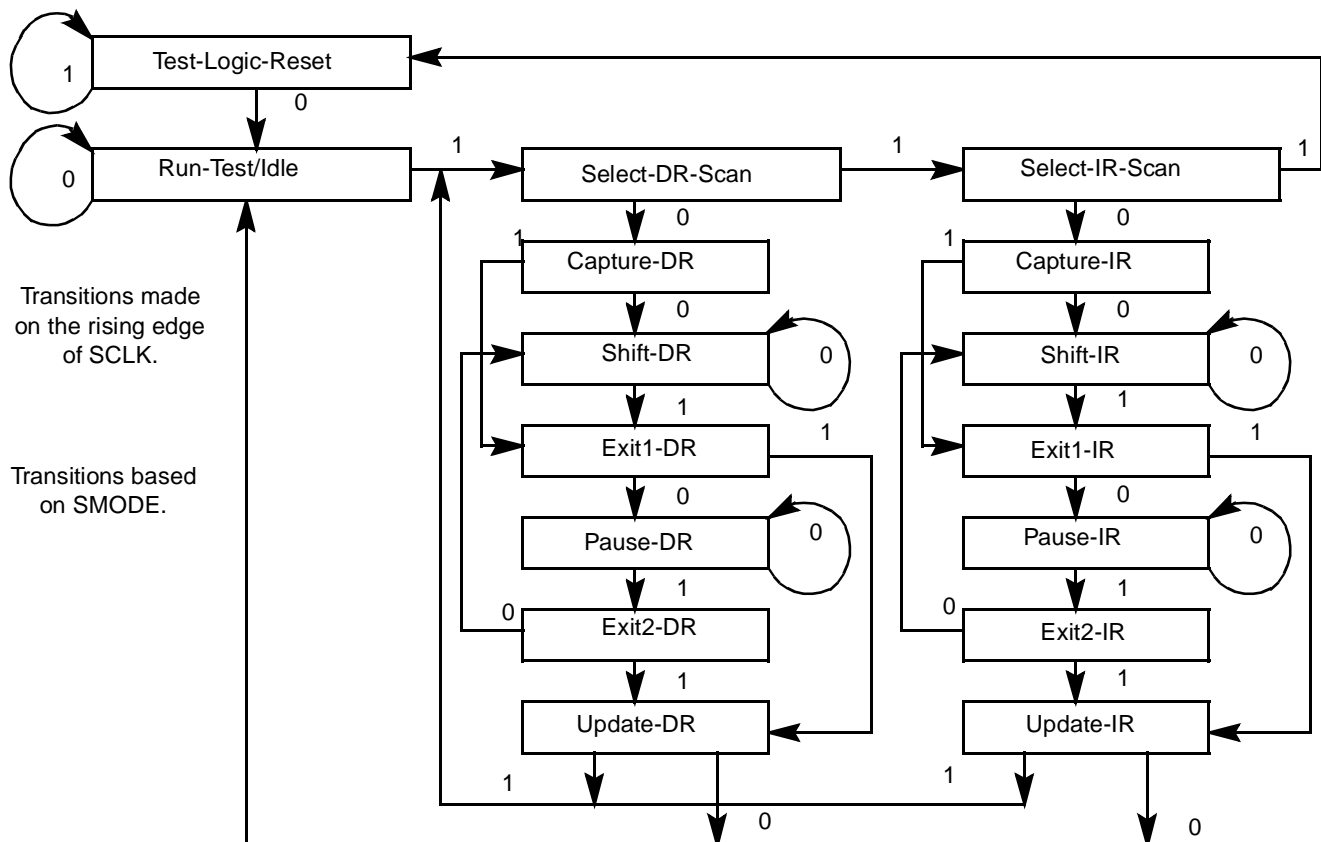 Test-Logic-Reset
1
0
Run-Test/Idle
0
1
Select-DR-Scan
1
Select-IR-Scan
1
0
0
1
Capture-DR
1
Capture-IR
0
0
Transitions made
on the rising edge
of SCLK.
Shift-DR
0
Shift-IR
0
1
1
Exit1-DR
1
Exit1-IR
1
Transitions based
on SMODE.
0
0
Pause-DR
0
Pause-IR
0
1
1
0
Exit2-DR
0
Exit2-IR
1
1
Update-DR
Update-IR
1
1
0
0